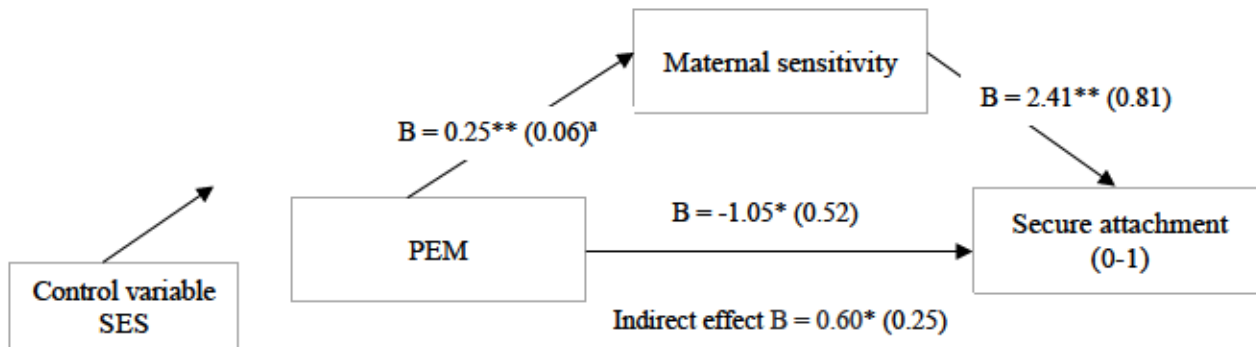 Maternal sensitivity
B = 2.41** (0.81)
B = 0.25** (0.06)ª
B = -1.05* (0.52)
PEM
Secure attachment
(0-1)
Control variable
SES
Indirect effect B = 0.60* (0.25)